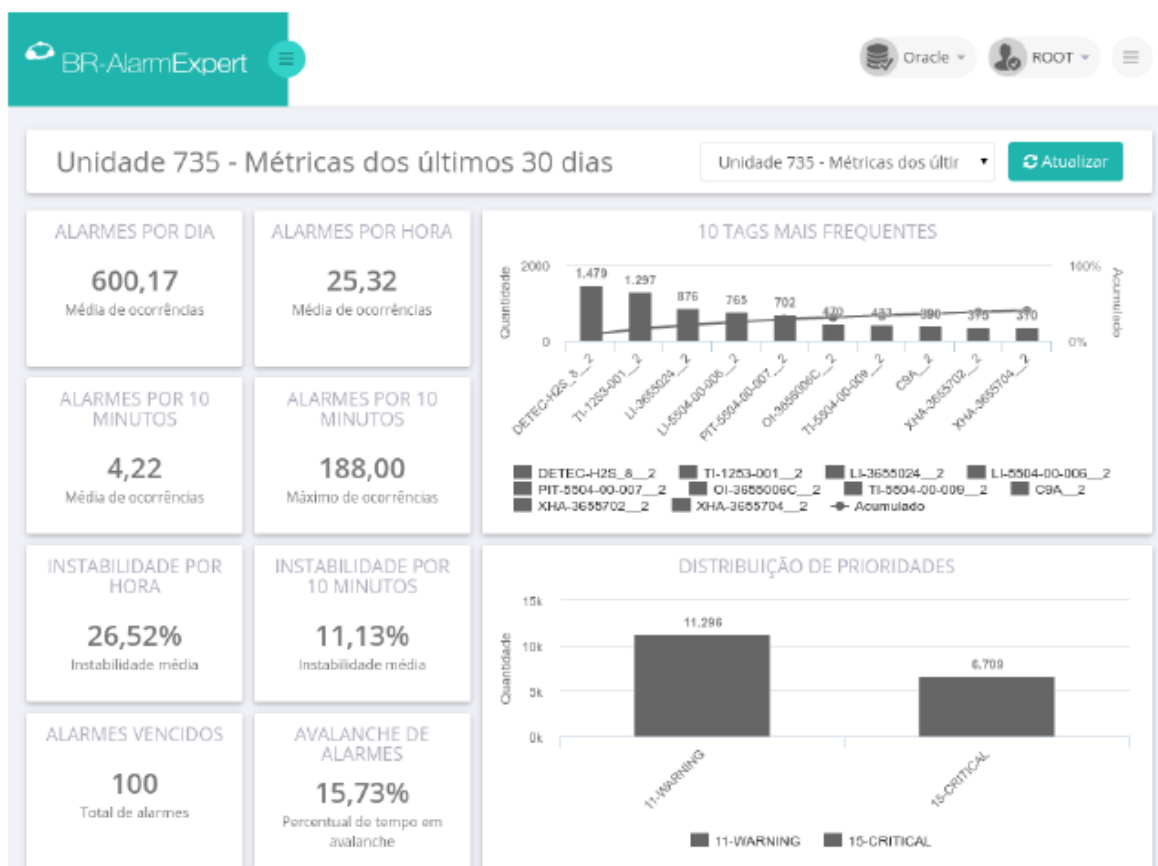 BR-AlarmExpert
Oracle
ROOT
Unidade 735 - Métricas dos últimos 30 dias
Unidade 735 - Métricas dos últir
Atualizar
ALARMES POR DIA
600,17
Média de ocorrências
ALARMES POR HORA
25,32
Média de ocorrências
10 TAGS MAIS FREQUENTES
Quantidade
2000
0
1.479
1.297
876
765
702
470
433
390
375
370
100%
0%
Acumulado
DETEC-H2S_8__2
TI-1253-001__2
LI-3655024__2
LI-5504-00-006__2
PIT-5504-00-007__2
OI-3655006C__2
TI-5504-00-009__2
C9A__2
XHA-3655702__2
XHA-3655704__2
DETEC-H2S_8__2 TI-1253-001__2 LI-3655024__2 LI-5504-00-006__2
PIT-5504-00-007__2 OI-3655006C__2 TI-5504-00-009__2 C9A__2
XHA-3655702__2 XHA-3655704__2 Acumulado
ALARMES POR 10
MINUTOS
4,22
Média de ocorrências
ALARMES POR 10
MINUTOS
188,00
Máximo de ocorrências
INSTABILIDADE POR
HORA
26,52%
Instabilidade média
INSTABILIDADE POR
10 MINUTOS
11,13%
Instabilidade média
DISTRIBUIÇÃO DE PRIORIDADES
Quantidade
15k
10k
5k
0k
11.296
6.709
11-WARNING
15-CRITICAL
11-WARNING 15-CRITICAL
ALARMES VENCIDOS
100
Total de alarmes
AVALANCHE DE
ALARMES
15,73%
Percentual de tempo em
avalanche